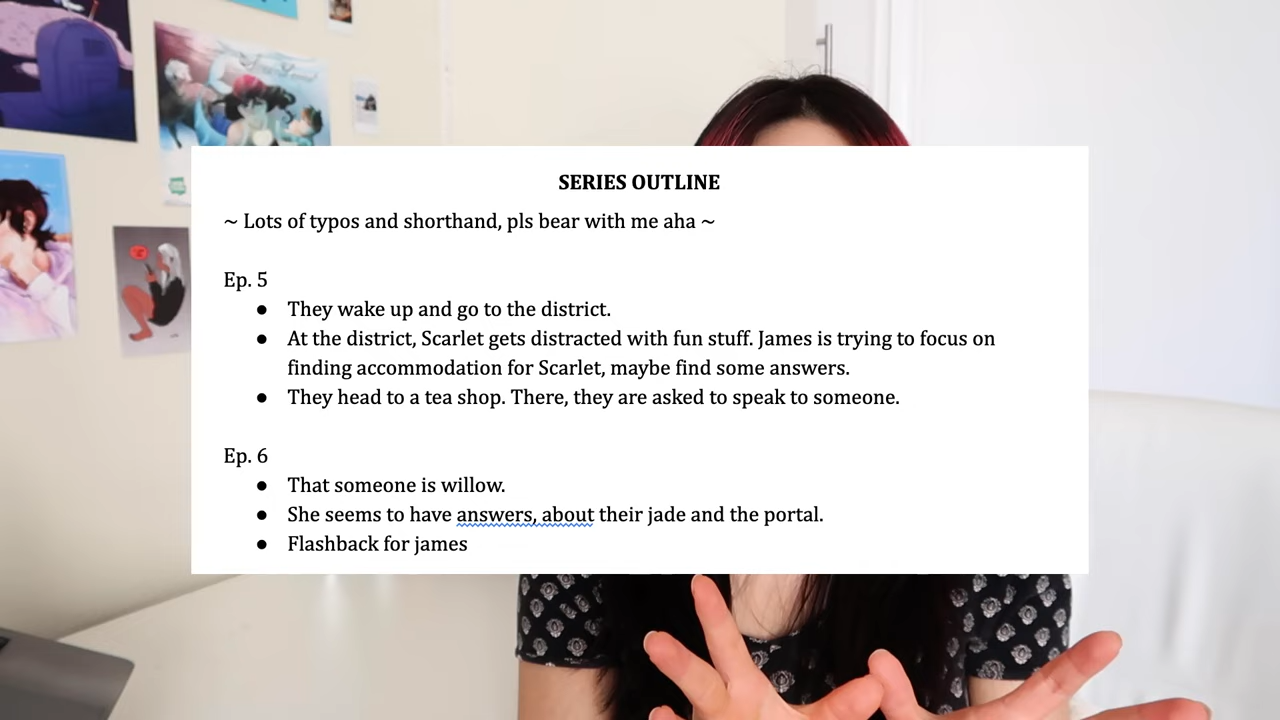 SERIES OUTLINE
~ Lots of typos and shorthand, pls bear with me aha ~
Ep. 5
● They wake up and go to the district.
● At the district, Scarlet gets distracted with fun stuff. James is trying to focus on
finding accommodation for Scarlet, maybe find some answers.
● They head to a tea shop. There, they are asked to speak to someone.
Ep. 6
● That someone is willow.
● She seems to have answers, about their jade and the portal.
● Flashback for james